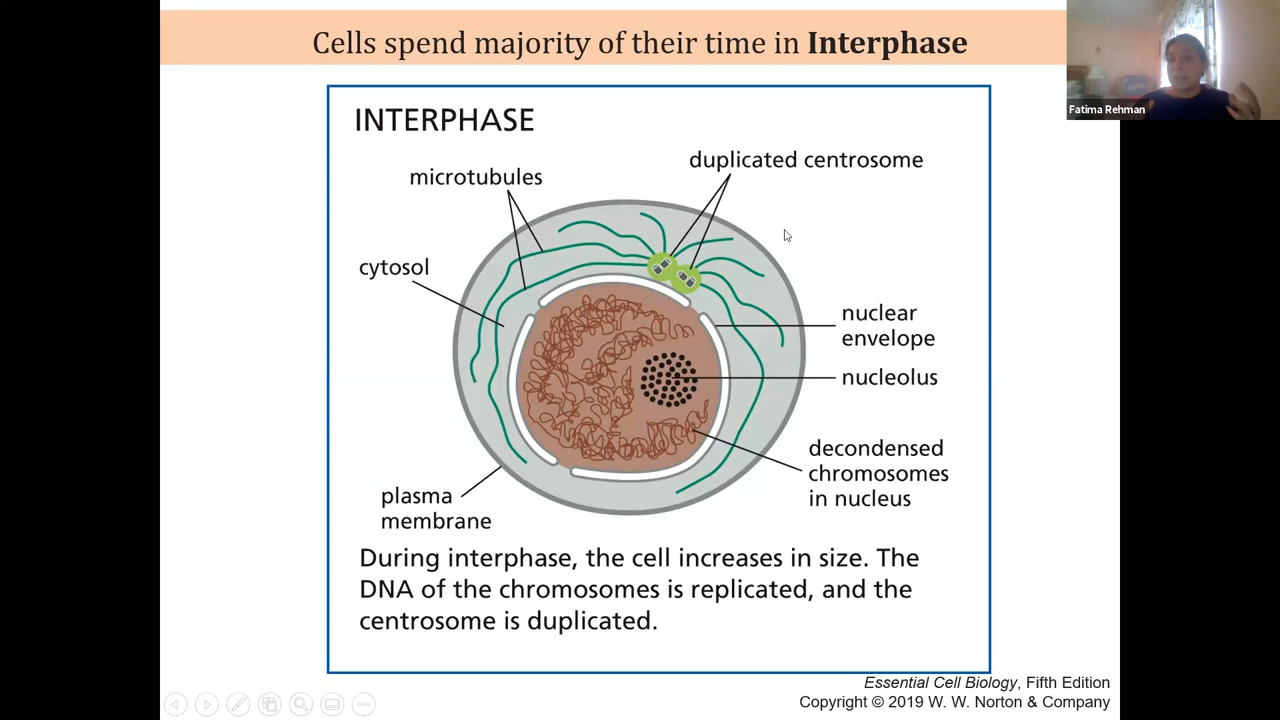 Cells spend majority of their time in Interphase
Fatima Rehman
INTERPHASE
duplicated centrosome
microtubules
cytosol
nuclear
envelope
nucleolus
decondensed
chromosomes
in nucleus
plasma
membrane
During interphase, the cell increases in size. The
DNA of the chromosomes is replicated, and the
centrosome is duplicated.
Essential Cell Biology, Fifth Edition
Copyright © 2019 W. W. Norton & Company